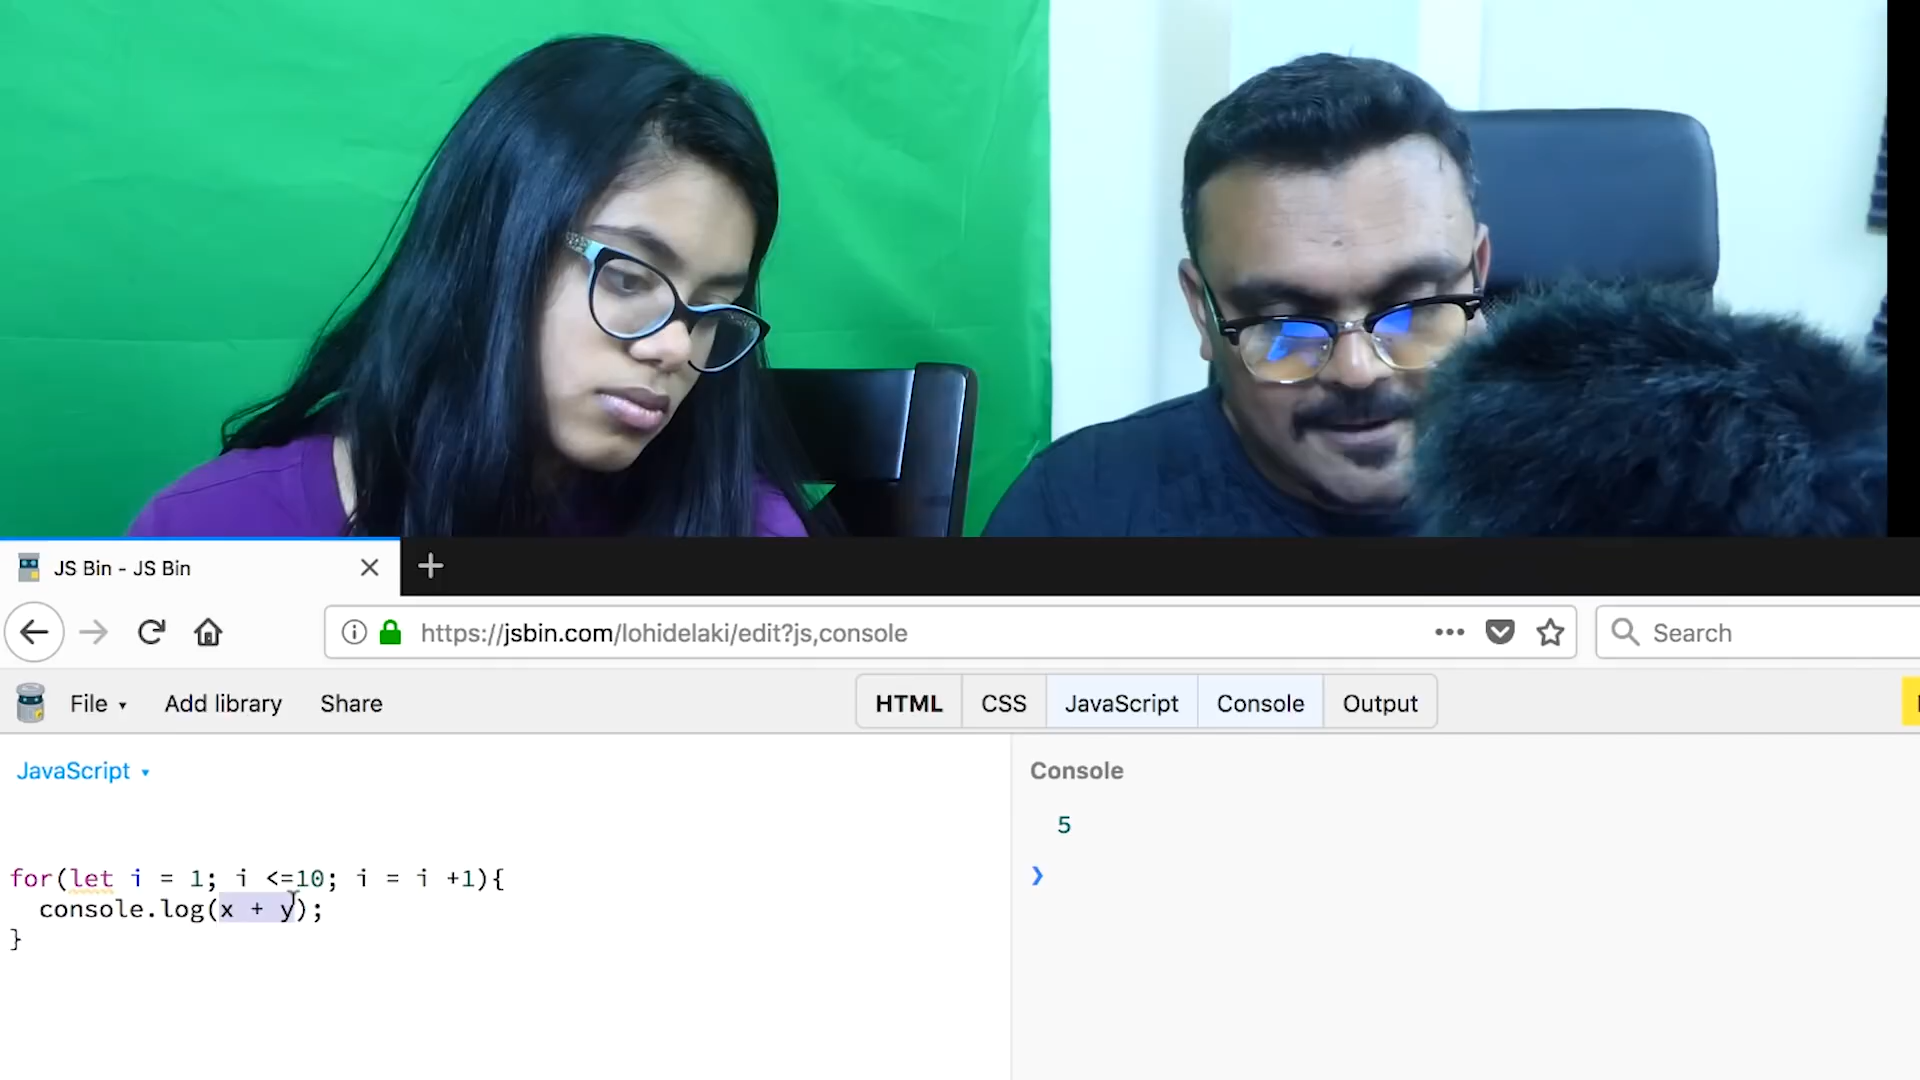 JS Bin - JS Bin
https://jsbin.com/lohidelaki/edit?js,console
Search
File
Add library
Share
HTML
CSS
JavaScript
Console
Output
JavaScript
Console
for(let i = 1; i <=10; i = i +1){
console.log(x + y);
}
5